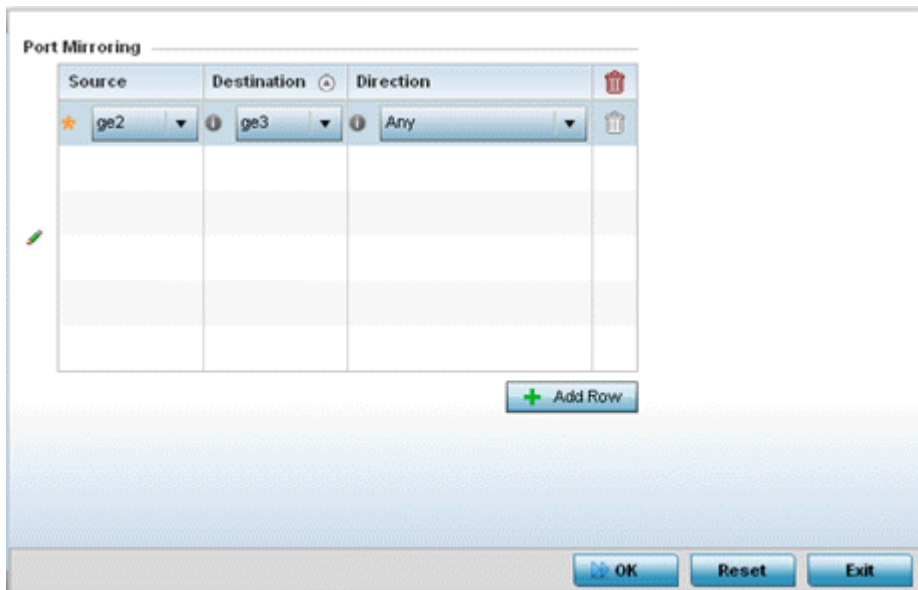 Port Mirroring
Source Destination Direction
ge2 ge3 Any
Add Row
OK Reset Exit